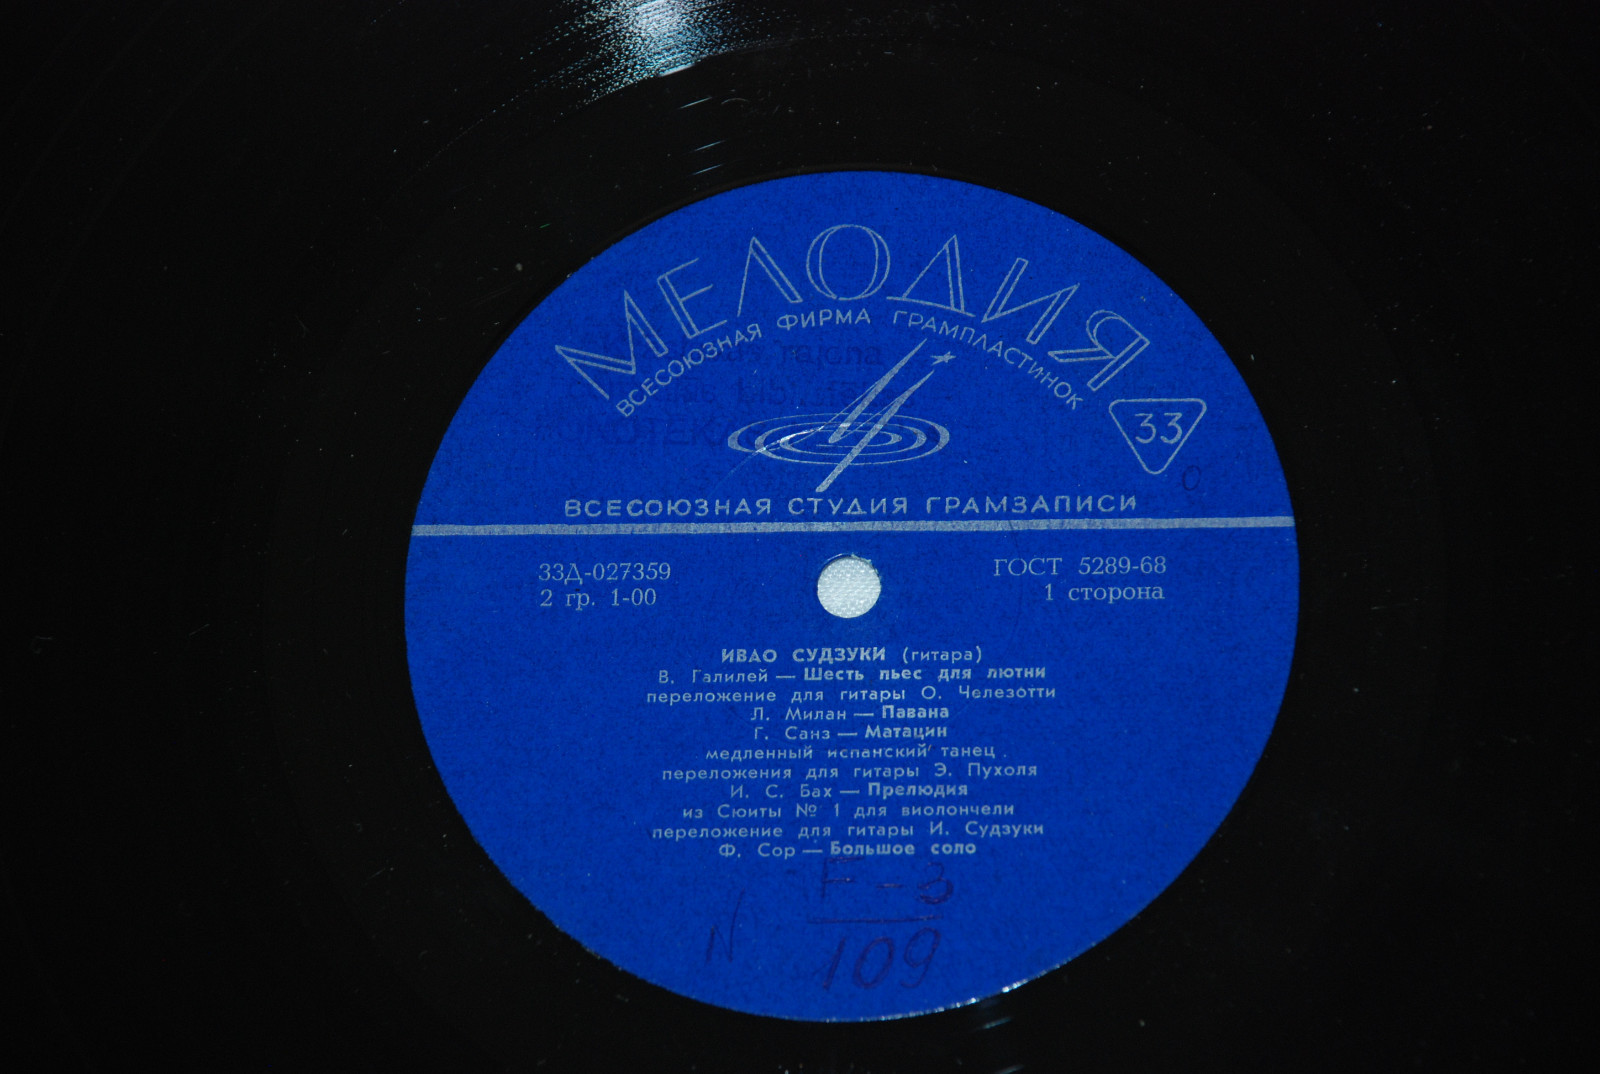 МЕЛОДИЯ
ВСЕСОЮЗНАЯ ФИРМА ГРАМПЛАСТИНОК
33
ВСЕСОЮЗНАЯ СТУДИЯ ГРАМЗАПИСИ
33Д-027359
ГОСТ 5289-68
2 гр. 1-00
1 сторона
ИВАО СУДЗУКИ (гитара)
В. Галилей — Шесть пьес для лютни
переложение для гитары О. Челезотти
Л. Милан — Павана
Г. Санз — Матацин
медленный испанский танец.
переложения для гитары Э. Пухоля
И. С. Бах — Прелюдия
из Сюиты № 1 для виолончели
переложение для гитары И. Судзуки
Ф. Сор — Большое соло
F-3
N 109